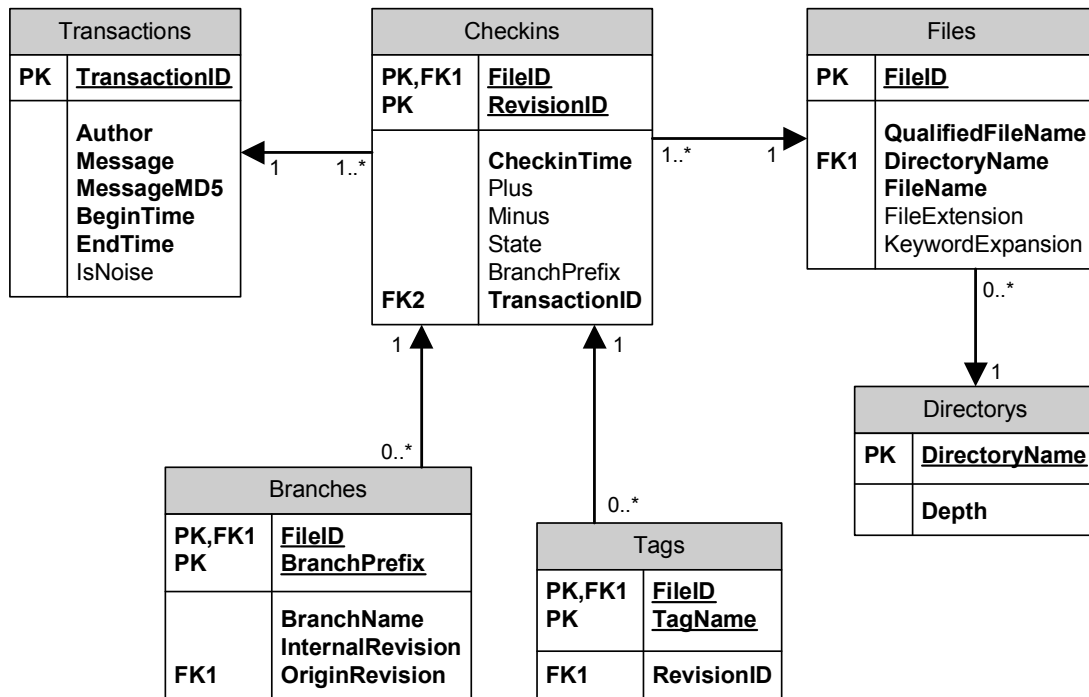 Transactions
PK TransactionID
Author
Message
MessageMD5
BeginTime
EndTime
IsNoise
Checkins
PK,FK1 FileID
PK RevisionID
CheckinTime
Plus
Minus
State
BranchPrefix
FK2 TransactionID
Files
PK FileID
QualifiedFileName
FK1 DirectoryName
FileName
FileExtension
KeywordExpansion
1
1..*
1..*
1
0..*
1
Directorys
PK DirectoryName
Depth
1
0..*
Branches
PK,FK1 FileID
PK BranchPrefix
BranchName
InternalRevision
FK1 OriginRevision
1
0..*
Tags
PK,FK1 FileID
PK TagName
FK1 RevisionID